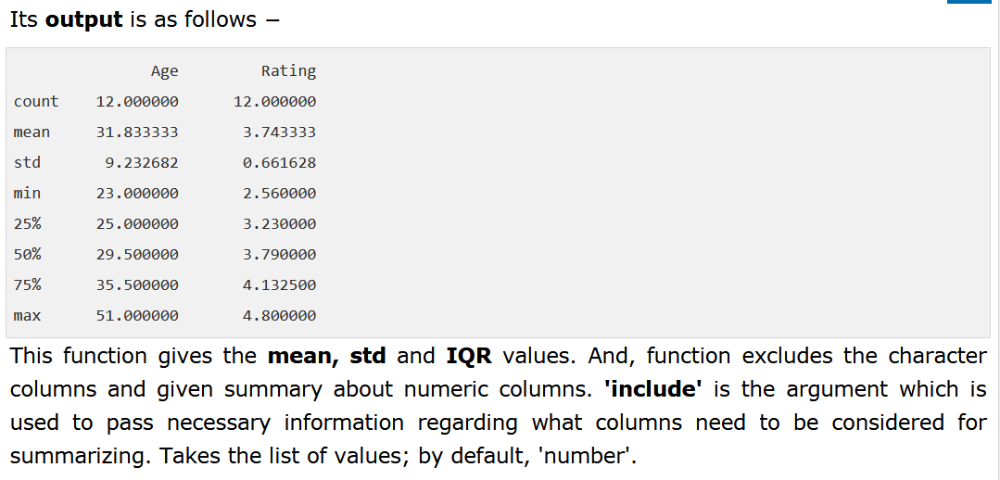 Its output is as follows −
Age Rating
count 12.000000 12.000000
mean 31.833333 3.743333
std 9.232682 0.661628
min 23.000000 2.560000
25% 25.000000 3.230000
50% 29.500000 3.790000
75% 35.500000 4.132500
max 51.000000 4.800000
This function gives the mean, std and IQR values. And, function excludes the character
columns and given summary about numeric columns. 'include' is the argument which is
used to pass necessary information regarding what columns need to be considered for
summarizing. Takes the list of values; by default, 'number'.